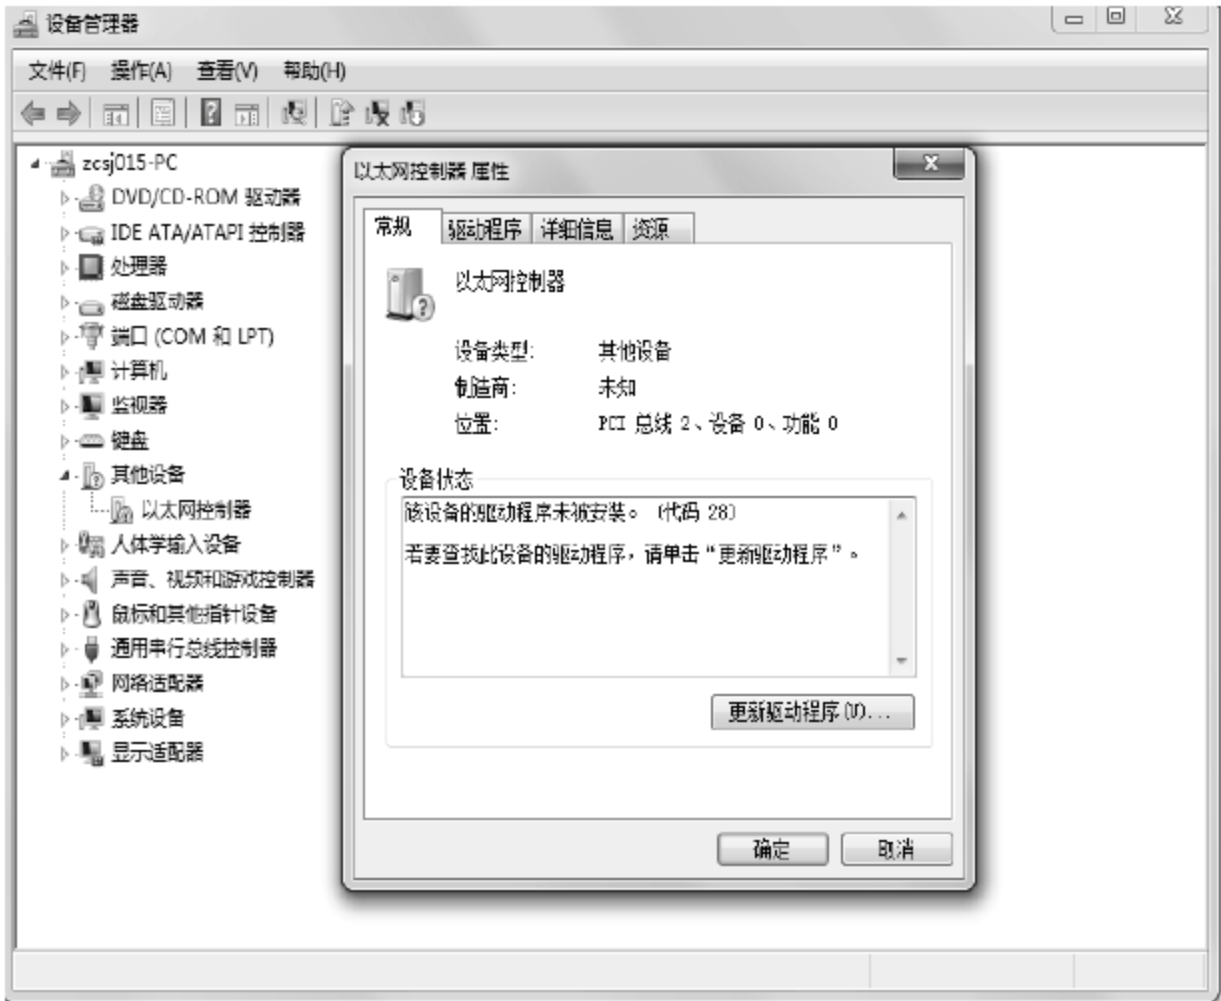 设备管理器
文件(F) 操作(A) 查看(V) 帮助(H)
zcsj015-PC
DVD/CD-ROM 驱动器
IDE ATA/ATAPI 控制器
处理器
磁盘驱动器
端口 (COM 和 LPT)
计算机
监视器
键盘
其他设备
以太网控制器
人体学输入设备
声音、视频和游戏控制器
鼠标和其他指针设备
通用串行总线控制器
网络适配器
系统设备
显示适配器
以太网控制器 属性
常规 驱动程序 详细信息 资源
以太网控制器
设备类型: 其他设备
制造商: 未知
位置: PCI 总线 2、设备 0、功能 0
设备状态
该设备的驱动程序未被安装。 (代码 28)
若要查找此设备的驱动程序，请单击“更新驱动程序”。
更新驱动程序(U)...
确定 取消